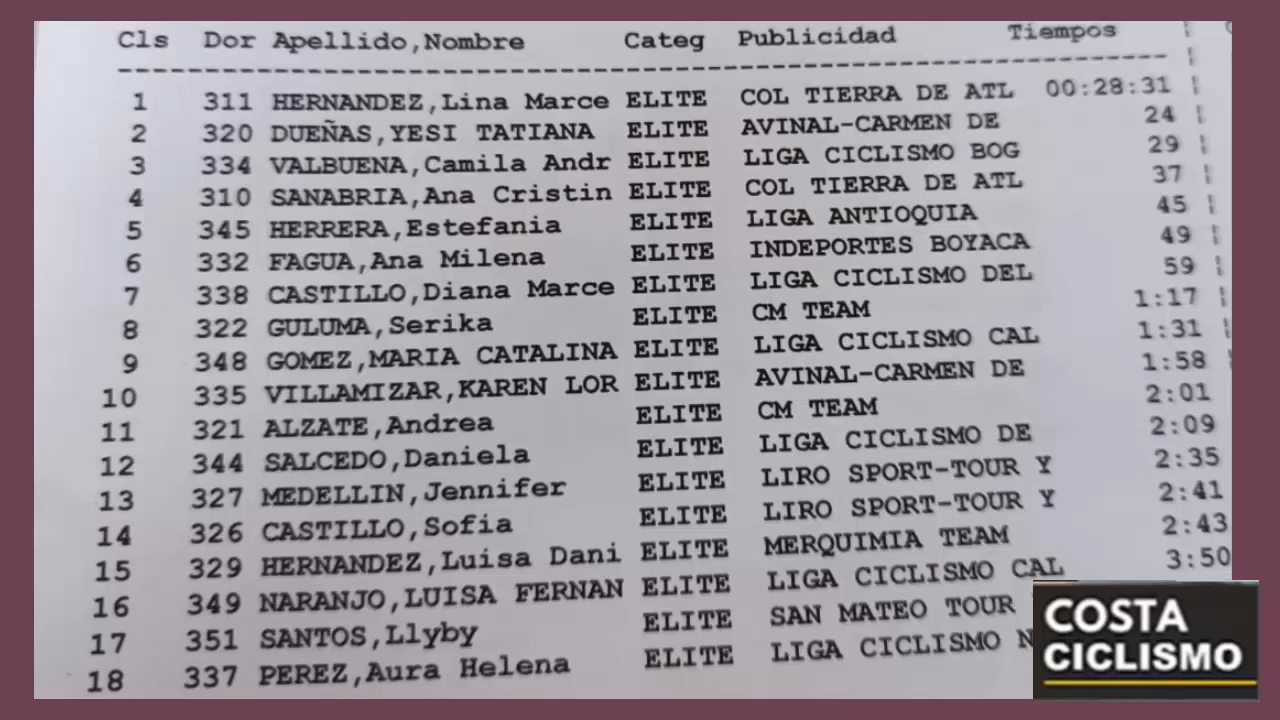 Cls Dor Apellido,Nombre Categ Publicidad Tiempos
1 311 HERNANDEZ,Lina Marce ELITE COL TIERRA DE ATL 00:28:31
2 320 DUEÑAS,YESI TATIANA ELITE AVINAL-CARMEN DE 24
3 334 VALBUENA,Camila Andr ELITE LIGA CICLISMO BOG 29
4 310 SANABRIA,Ana Cristin ELITE COL TIERRA DE ATL 37
5 345 HERRERA,Estefania ELITE LIGA ANTIOQUIA 45
6 332 FAGUA,Ana Milena ELITE INDEPORTES BOYACA 49
7 338 CASTILLO,Diana Marce ELITE LIGA CICLISMO DEL 59
8 322 GULUMA,Serika ELITE CM TEAM 1:17
9 348 GOMEZ,MARIA CATALINA ELITE LIGA CICLISMO CAL 1:31
10 335 VILLAMIZAR,KAREN LOR ELITE AVINAL-CARMEN DE 1:58
11 321 ALZATE,Andrea ELITE CM TEAM 2:01
12 344 SALCEDO,Daniela ELITE LIGA CICLISMO DE 2:09
13 327 MEDELLIN,Jennifer ELITE LIRO SPORT-TOUR Y 2:35
14 326 CASTILLO,Sofia ELITE LIRO SPORT-TOUR Y 2:41
15 329 HERNANDEZ,Luisa Dani ELITE MERQUIMIA TEAM 2:43
16 349 NARANJO,LUISA FERNAN ELITE LIGA CICLISMO CAL 3:50
17 351 SANTOS,Llyby ELITE SAN MATEO TOUR
18 337 PEREZ,Aura Helena ELITE LIGA CICLISMO N
COSTA
CICLISMO